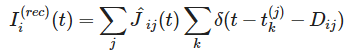 I_i^{(rec)}(t) = \sum_j \hat{J}_{ij}(t) \sum_k \delta(t - t_k^{(j)} - D_{ij})